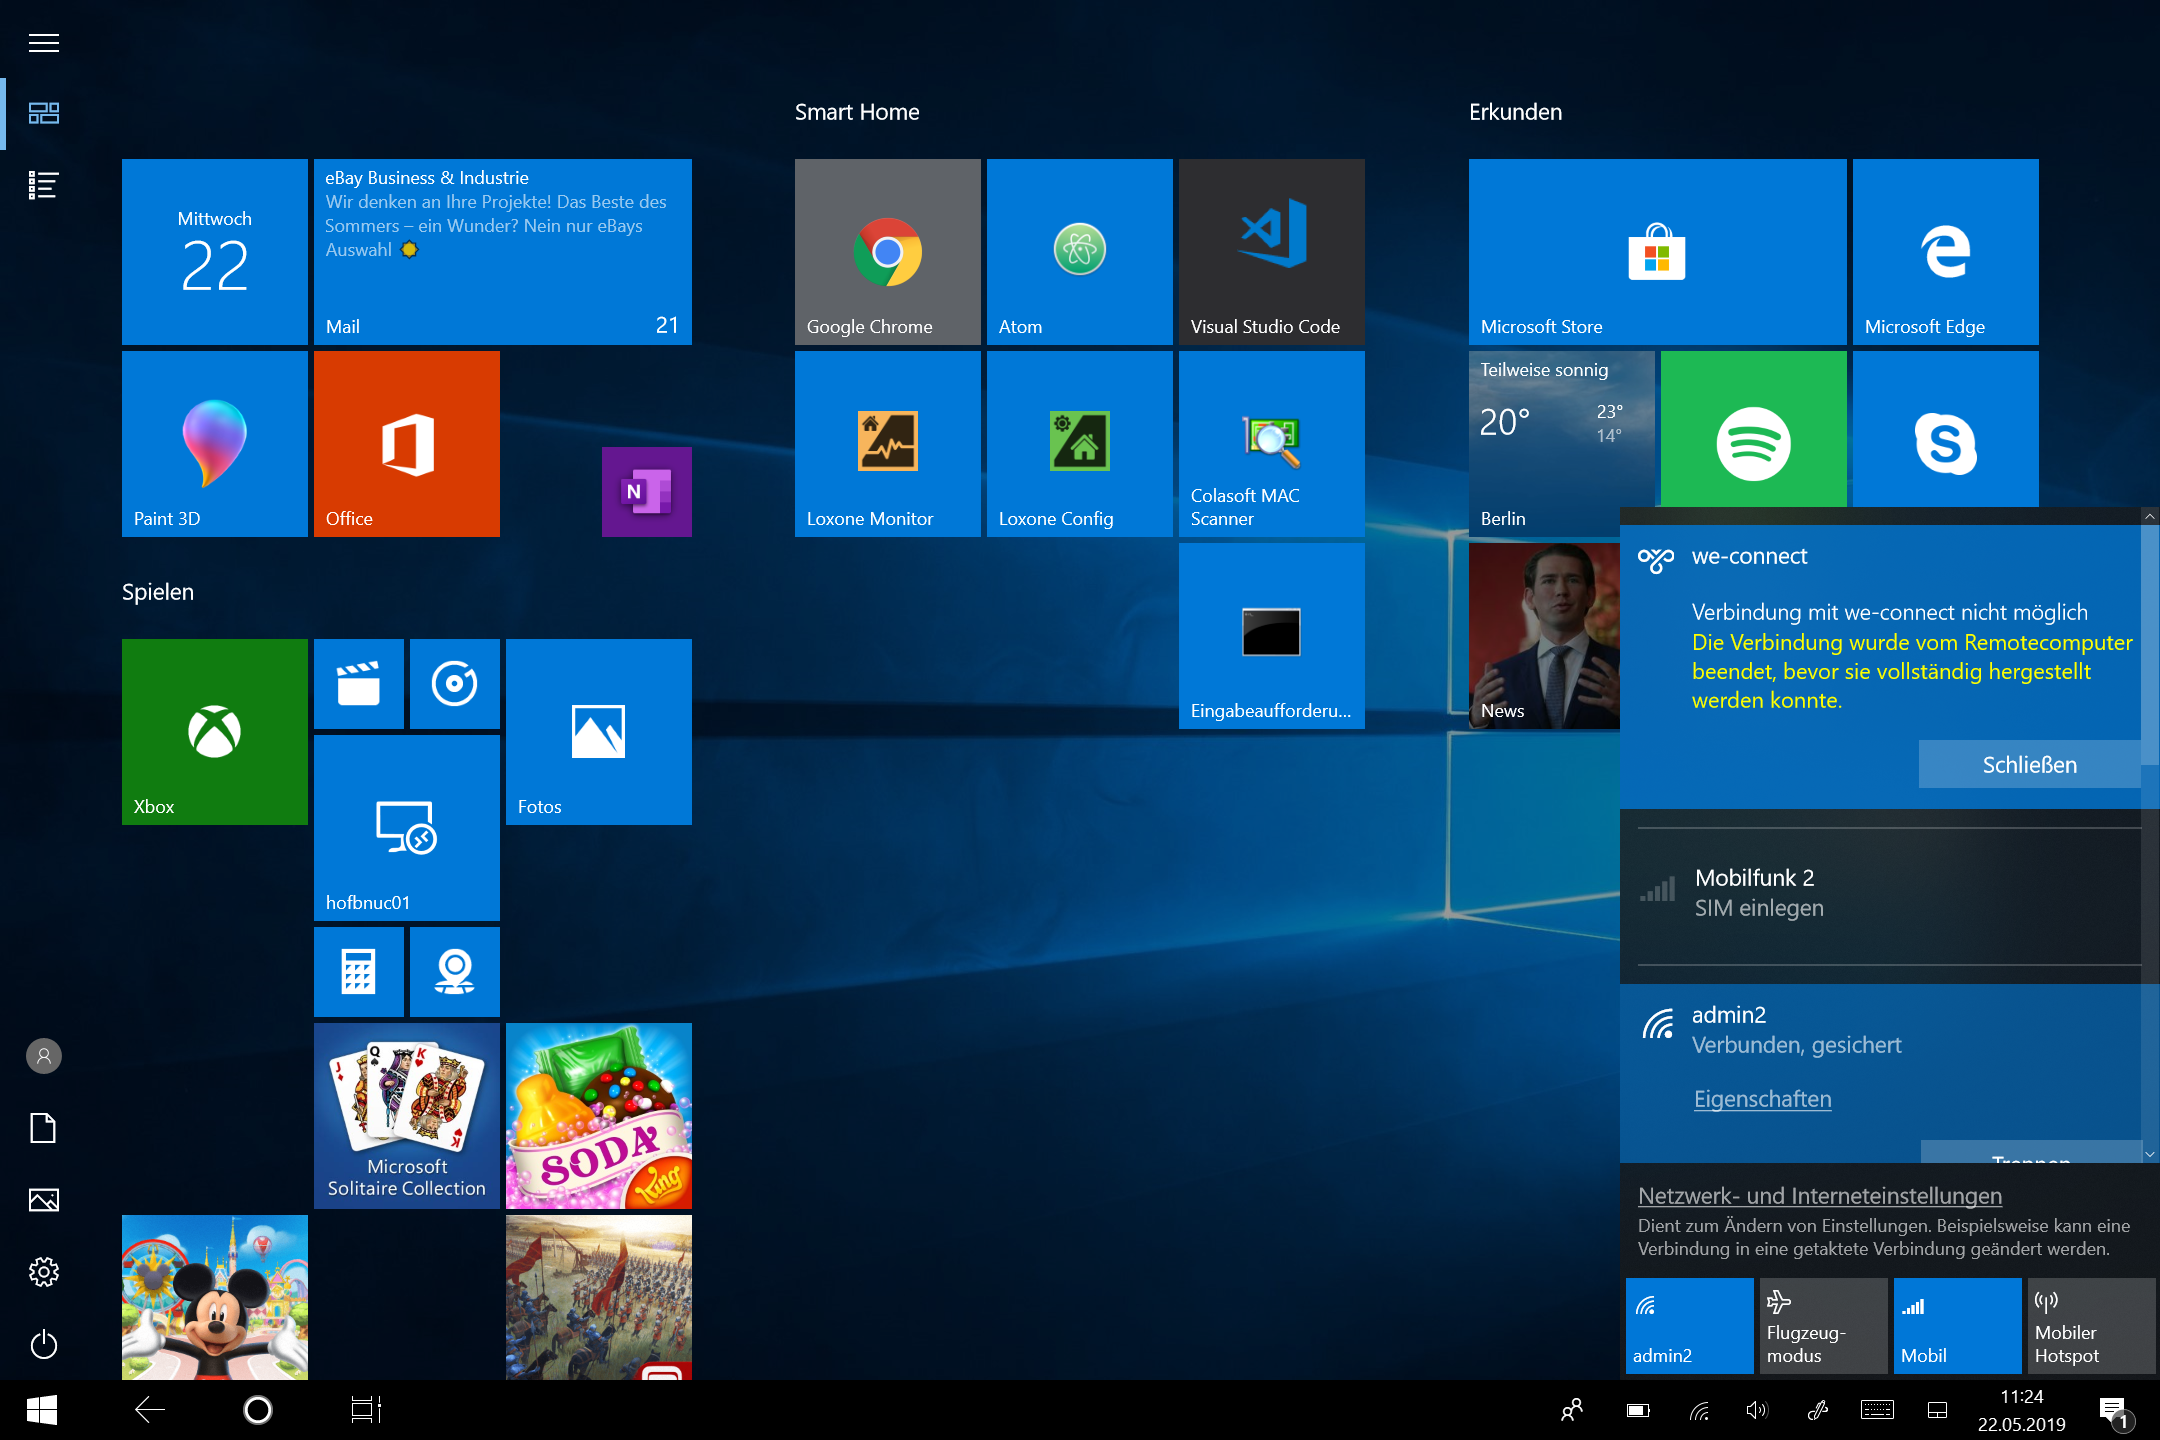 Smart Home
Erkunden
Mittwoch
22
eBay Business & Industrie
Wir denken an Ihre Projekte! Das Beste des
Sommers – ein Wunder? Nein nur eBays
Auswahl
Mail
21
Google Chrome
Atom
Visual Studio Code
Microsoft Store
Microsoft Edge
Paint 3D
Office
N
Loxone Monitor
Loxone Config
Colasoft MAC
Scanner
Teilweise sonnig
20°
23°
14°
Berlin
S
Spielen
Eingabeaufforderu...
News
we-connect
Verbindung mit we-connect nicht möglich
Die Verbindung wurde vom Remotecomputer
beendet, bevor sie vollständig hergestellt
werden konnte.
Schließen
Xbox
hofbnuc01
Fotos
Mobilfunk 2
SIM einlegen
admin2
Verbunden, gesichert
Eigenschaften
Trennen
J
Q
K
K
Microsoft
Solitaire Collection
SODA
King
Netzwerk- und Interneteinstellungen
Dient zum Ändern von Einstellungen. Beispielsweise kann eine
Verbindung in eine getaktete Verbindung geändert werden.
admin2
Flugzeug-
modus
Mobil
Mobiler
Hotspot
11:24
22.05.2019
1